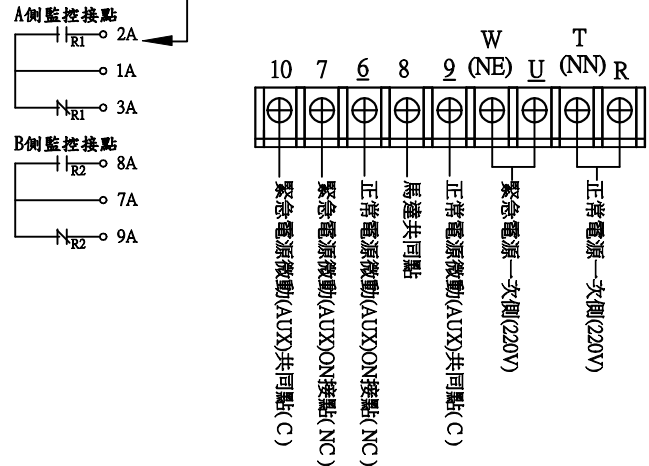 A側監控接點
R1 2A
1A
R1 3A
B側監控接點
R2 8A
7A
R2 9A
10 7 6 8 9 W (NE) U T (NN) R
緊急電源微動(AUX)共同點(C)
緊急電源微動(AUX)ON接點(NC)
正常電源微動(AUX)ON接點(NC)
馬達共同點
正常電源微動(AUX)共同點(C)
緊急電源一次側(220V)
正常電源一次側(220V)